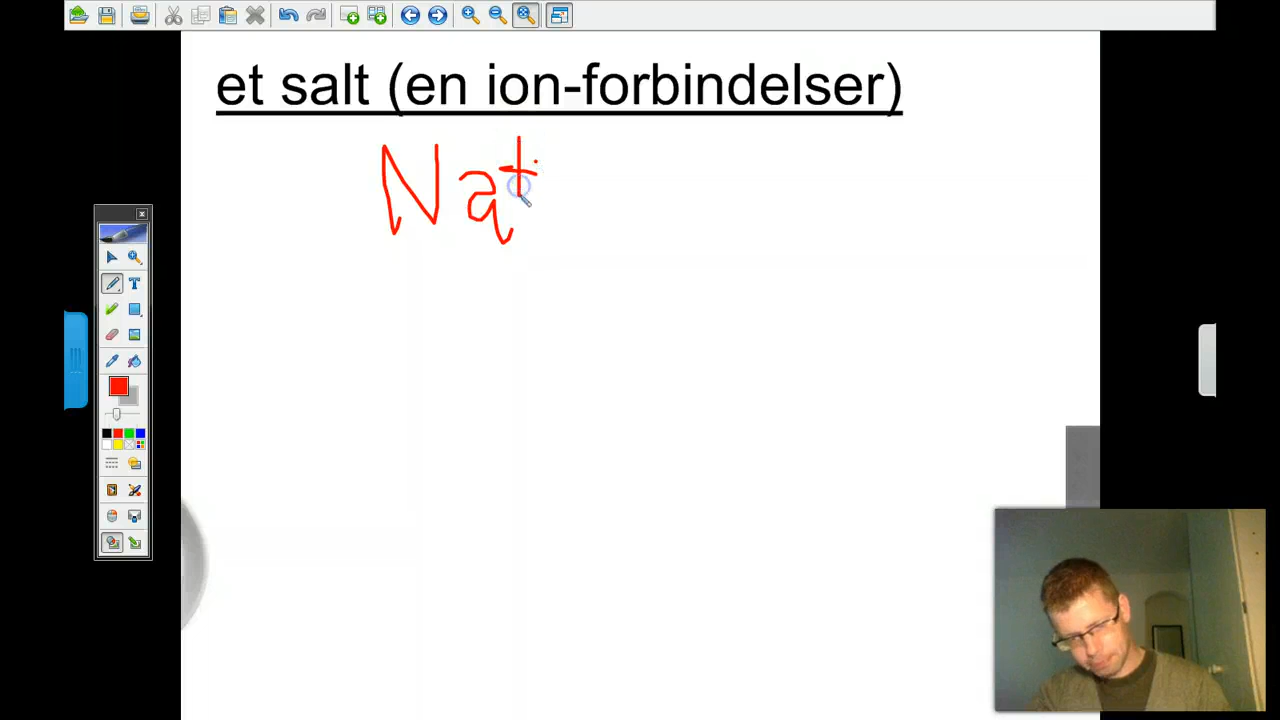 et salt (en ion-forbindelser)
Na+